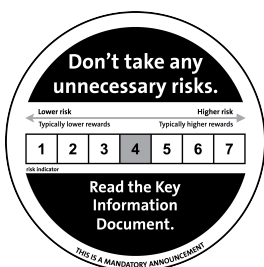 Don’t take any
unnecessary risks.
Lower risk Higher risk
Typically lower rewards Typically higher rewards
1 2 3 4 5 6 7
risk indicator
Read the Key
Information
Document.
THIS IS A MANDATORY ANNOUNCEMENT